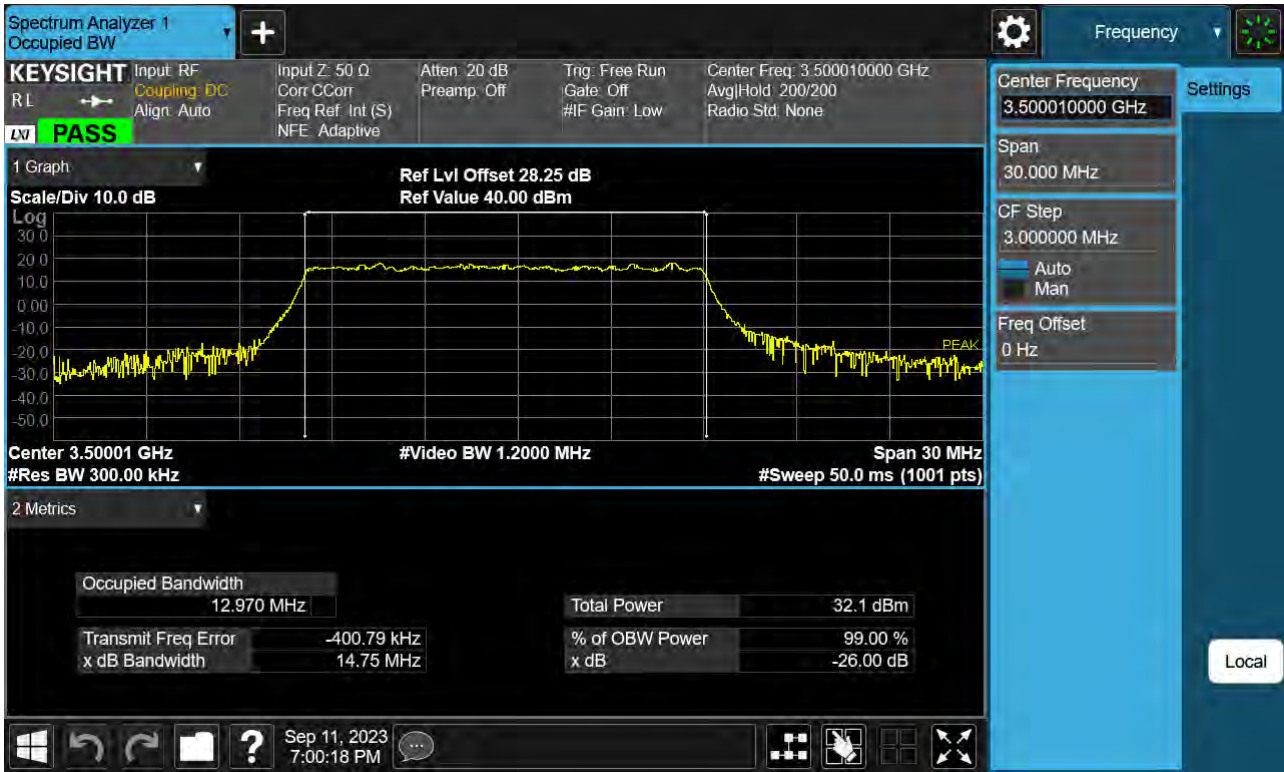 Spectrum Analyzer 1
Occupied BW
+
Frequency
KEYSIGHT
RL
LXI PASS
Input: RF
Coupling: DC
Align: Auto
Input Z: 50 Ω
Corr CCorr
Freq Ref: Int (S)
NFE: Adaptive
Atten: 20 dB
Preamp: Off
Trig: Free Run
Gate: Off
#IF Gain: Low
Center Freq: 3.500010000 GHz
Avg|Hold: 200/200
Radio Std: None
Center Frequency
3.500010000 GHz
Settings
Span
30.000 MHz
CF Step
3.000000 MHz
Auto
Man
Freq Offset
0 Hz
Local
1 Graph
Scale/Div 10.0 dB
Ref Lvl Offset 28.25 dB
Ref Value 40.00 dBm
Log
30.0
20.0
10.0
0.00
-10.0
-20.0
-30.0
-40.0
-50.0
PEAK
Center 3.50001 GHz
#Video BW 1.2000 MHz
Span 30 MHz
#Res BW 300.00 kHz
#Sweep 50.0 ms (1001 pts)
2 Metrics
Occupied Bandwidth
12.970 MHz
Total Power 32.1 dBm
Transmit Freq Error -400.79 kHz
% of OBW Power 99.00 %
x dB Bandwidth 14.75 MHz
x dB -26.00 dB
?
Sep 11, 2023
7:00:18 PM